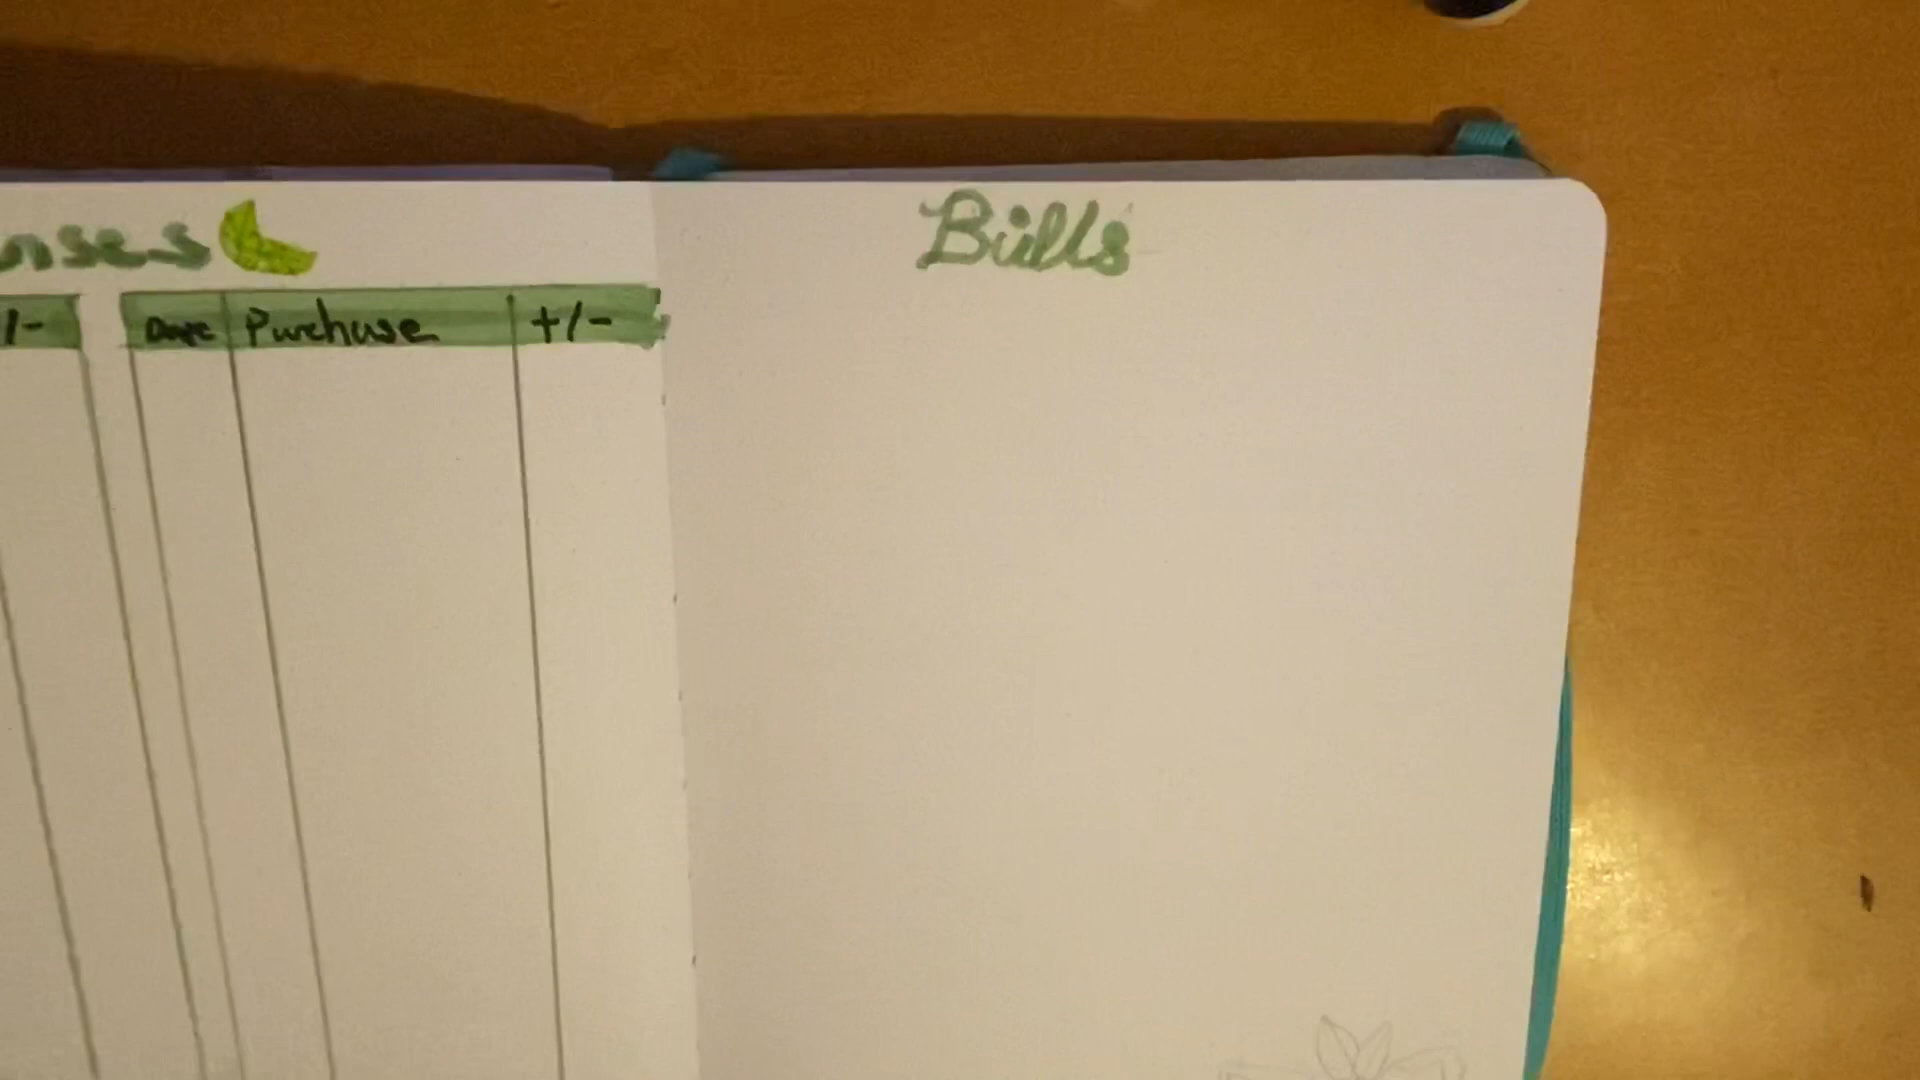 nses
/-
Date Purchase +/-
Bills